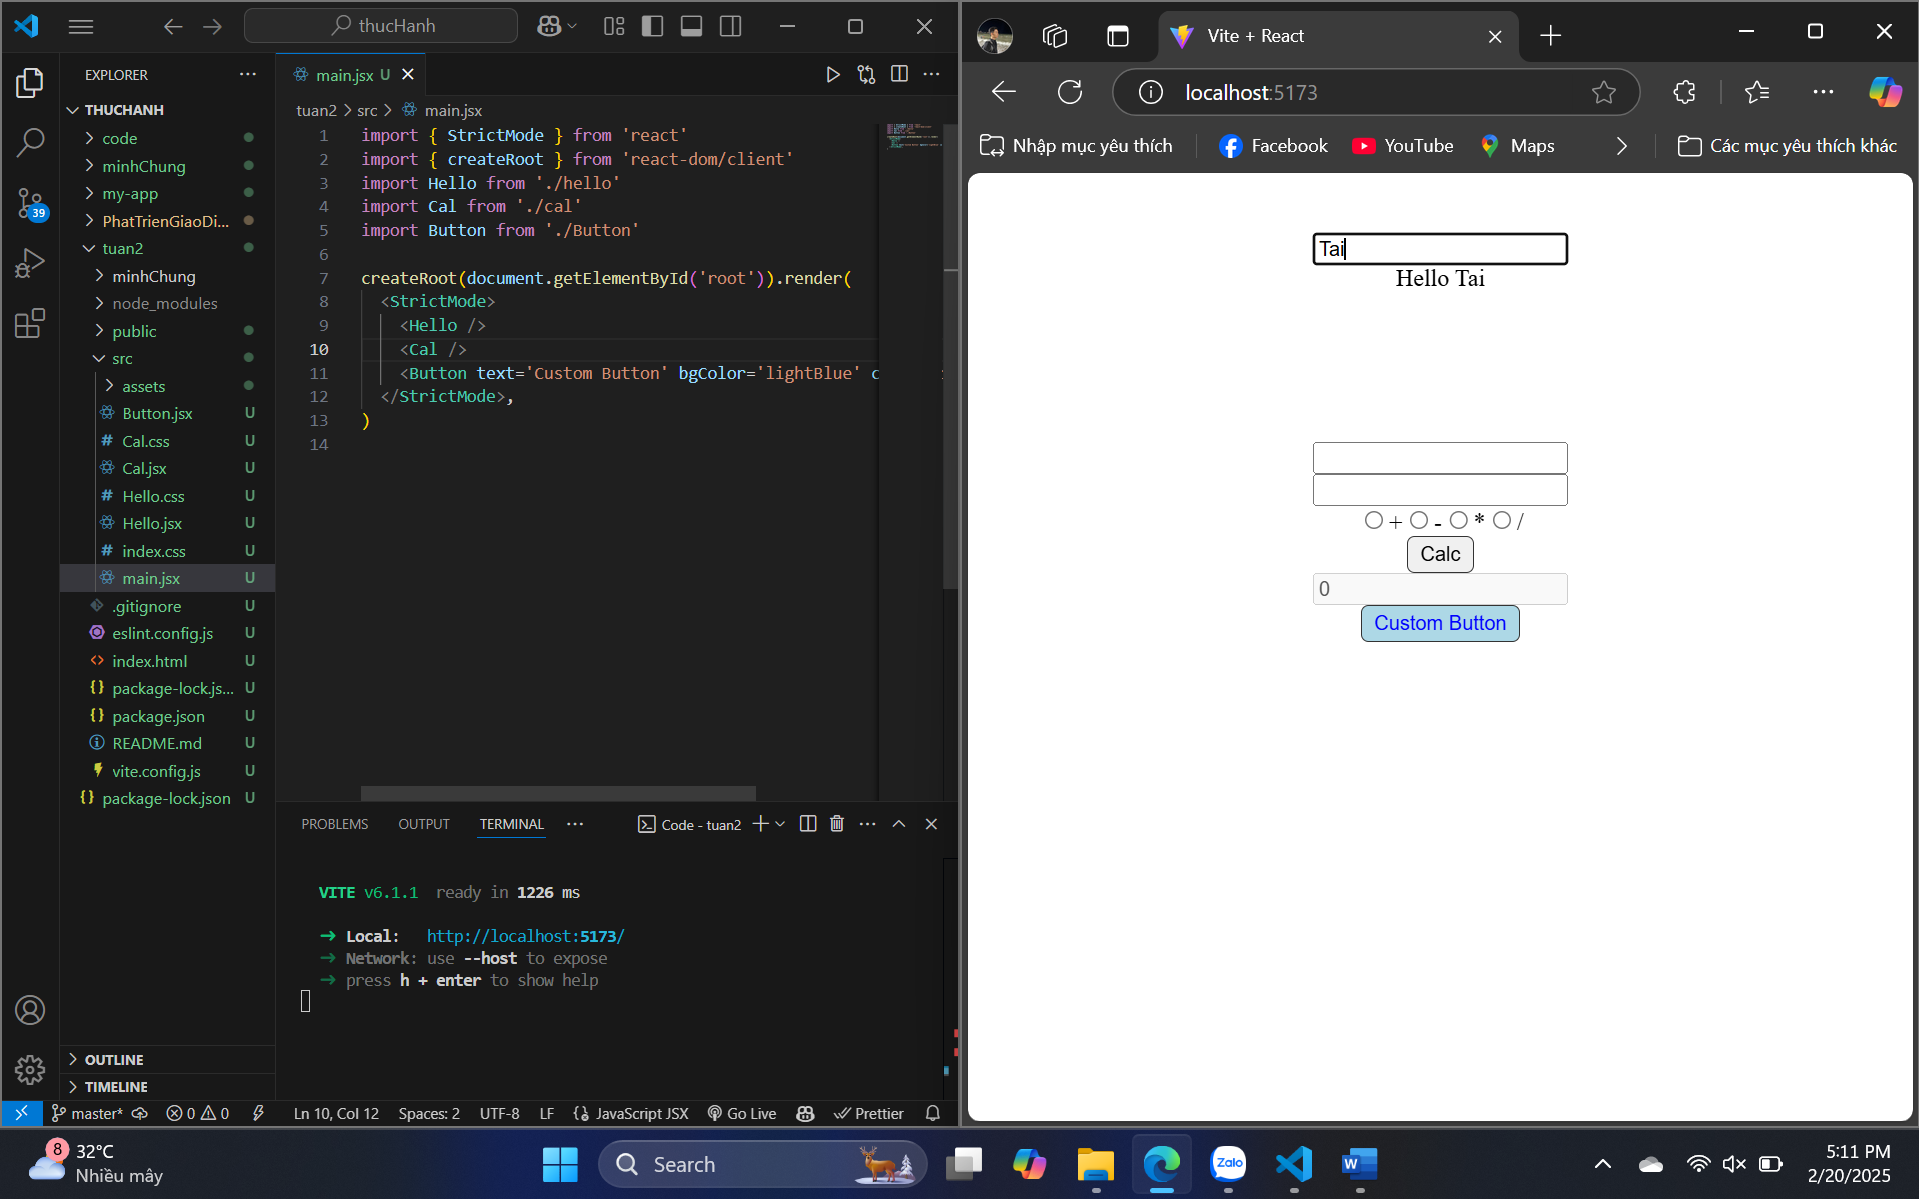 thucHanh
EXPLORER
THUCHANH
code
minhChung
my-app
PhatTrienGiaoDi...
tuan2
minhChung
node_modules
public
src
assets
Button.jsx U
Cal.css U
Cal.jsx U
Hello.css U
Hello.jsx U
index.css U
main.jsx U
.gitignore U
eslint.config.js U
index.html U
package-lock.js... U
package.json U
README.md U
vite.config.js U
package-lock.json U
OUTLINE
TIMELINE
39
main.jsx U
tuan2 > src > main.jsx
1 import { StrictMode } from 'react'
2 import { createRoot } from 'react-dom/client'
3 import Hello from './hello'
4 import Cal from './cal'
5 import Button from './Button'
6
7 createRoot(document.getElementById('root')).render(
8 <StrictMode>
9 <Hello />
10 <Cal />
11 <Button text='Custom Button' bgColor='lightBlue' c
12 </StrictMode>,
13 )
14
PROBLEMS OUTPUT TERMINAL ... Code - tuan2
VITE v6.1.1 ready in 1226 ms
➜ Local: http://localhost:5173/
➜ Network: use --host to expose
➜ press h + enter to show help
master* 0 0 Ln 10, Col 12 Spaces: 2 UTF-8 LF JavaScript JSX Go Live Prettier
Vite + React
localhost:5173
Nhập mục yêu thích Facebook YouTube Maps Các mục yêu thích khác
Tai
Hello Tai
+ - * /
Calc
0
Custom Button
8
32°C
Nhiều mây
Search
Zalo
W
5:11 PM
2/20/2025